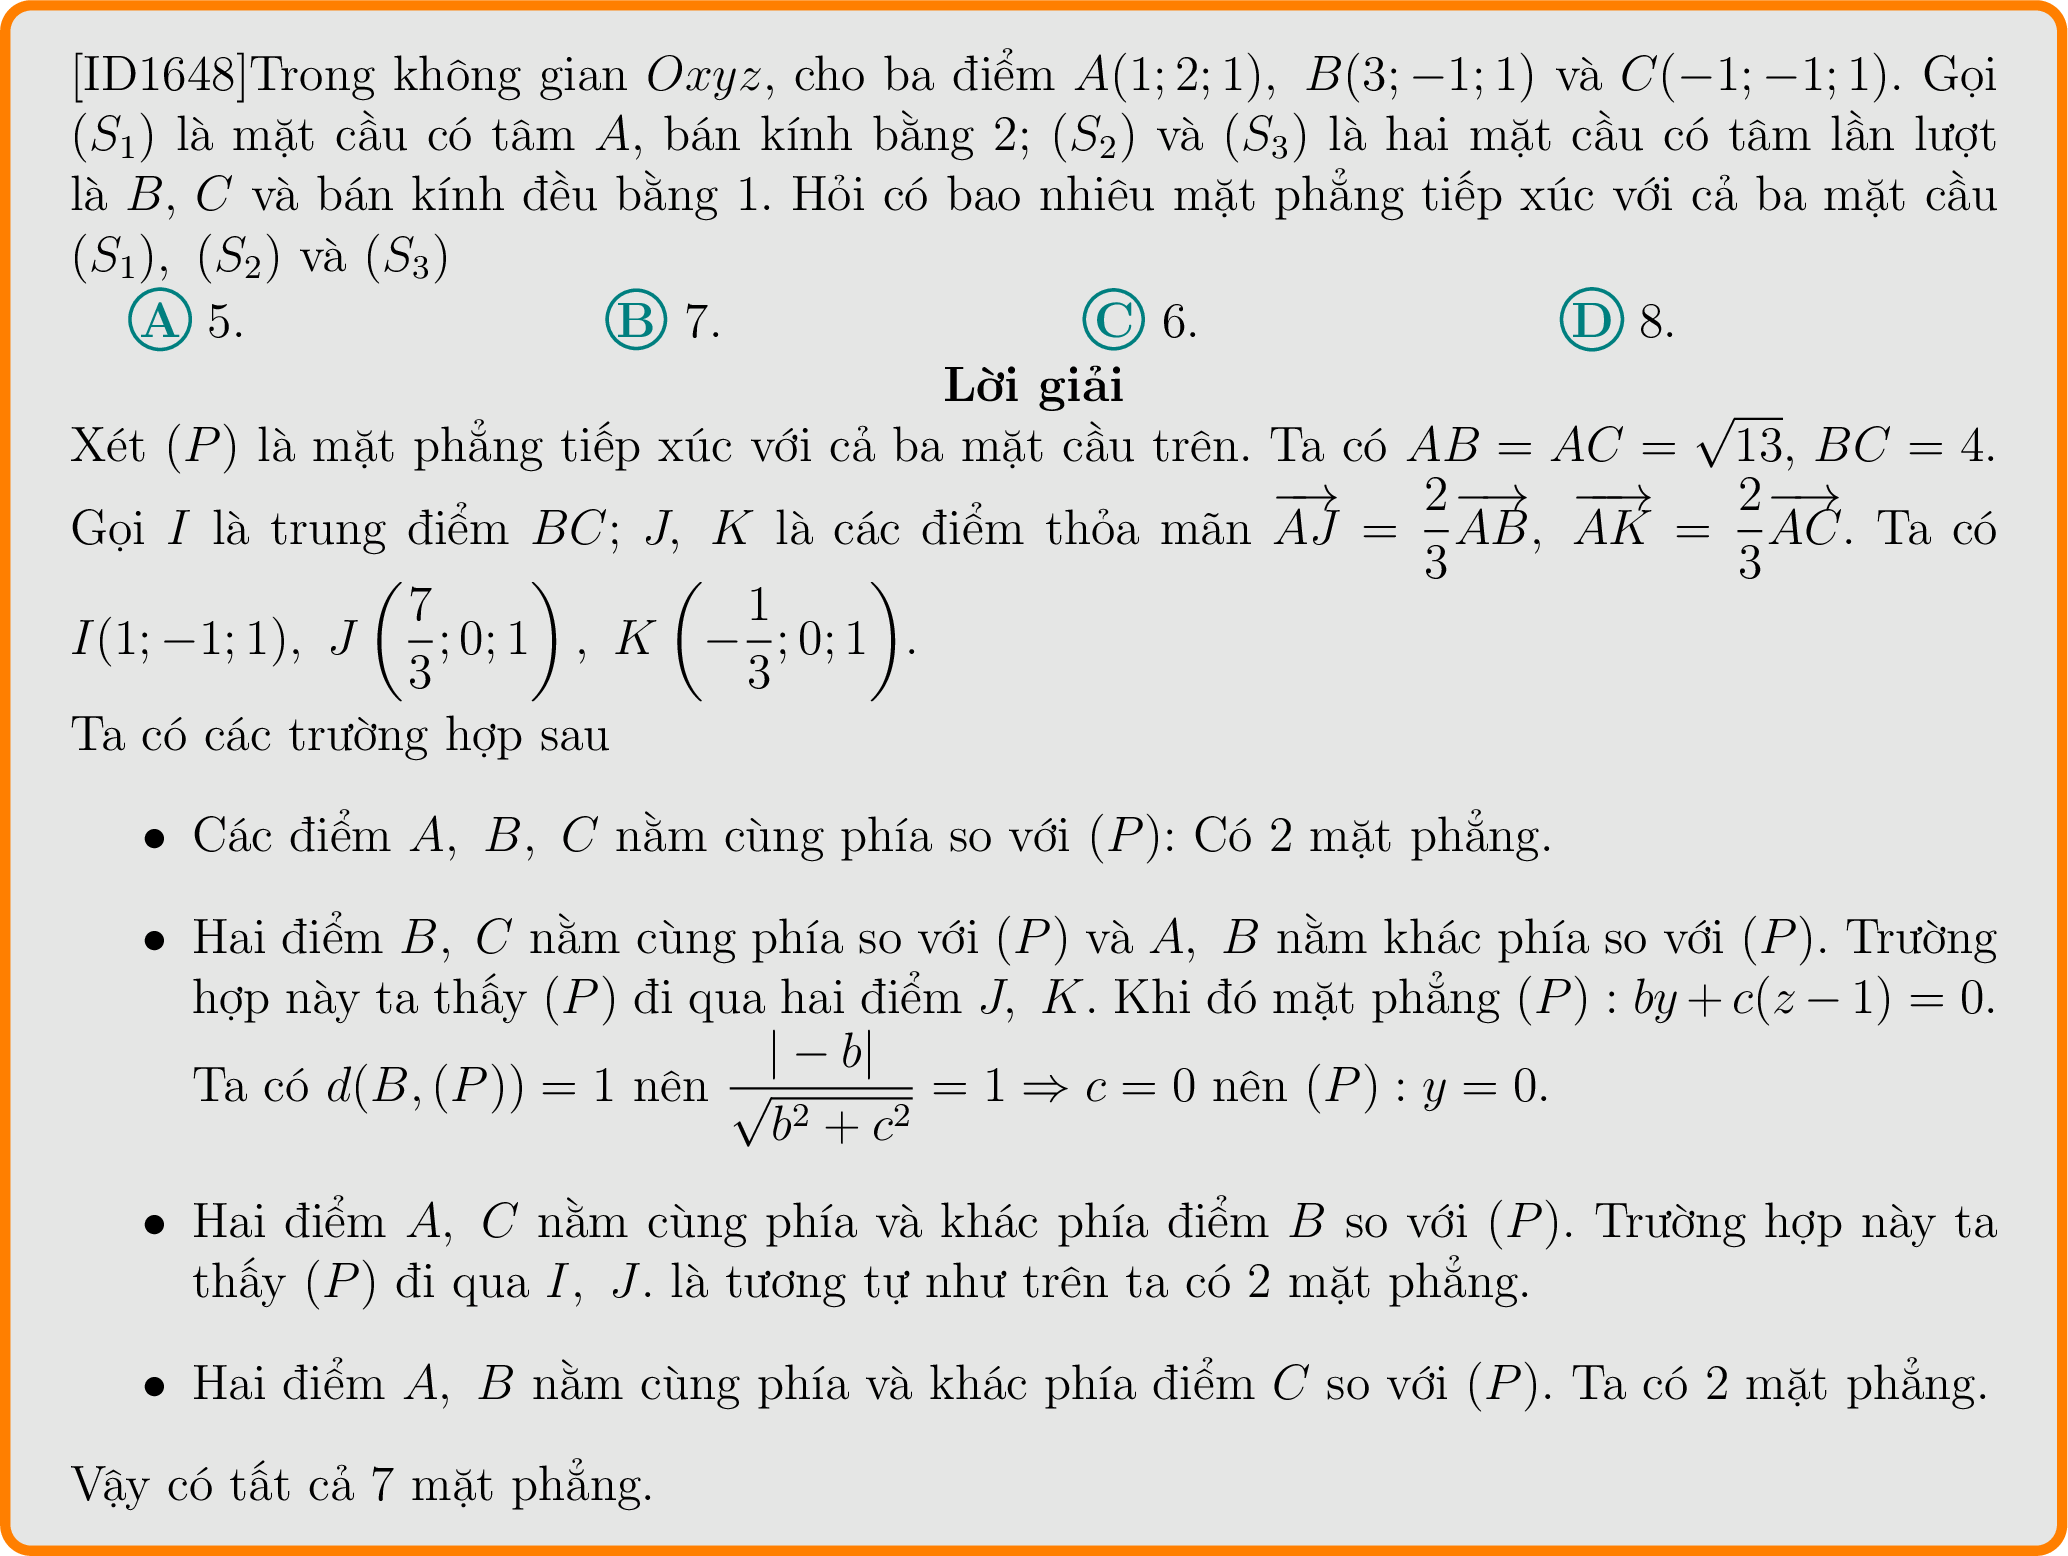 [ID1648]Trong không gian $Oxyz$, cho ba điểm $A(1; 2; 1),\ B(3; -1; 1)$ và $C(-1; -1; 1)$. Gọi
$(S_1)$ là mặt cầu có tâm $A$, bán kính bằng 2; $(S_2)$ và $(S_3)$ là hai mặt cầu có tâm lần lượt
là $B$, $C$ và bán kính đều bằng 1. Hỏi có bao nhiêu mặt phẳng tiếp xúc với cả ba mặt cầu
$(S_1),\ (S_2)$ và $(S_3)$
A 5. B 7. C 6. D 8.
Lời giải
Xét $(P)$ là mặt phẳng tiếp xúc với cả ba mặt cầu trên. Ta có $AB = AC = \sqrt{13}$, $BC = 4$.
Gọi $I$ là trung điểm $BC$; $J,\ K$ là các điểm thỏa mãn $\overrightarrow{AJ} = \frac{2}{3}\overrightarrow{AB},\ \overrightarrow{AK} = \frac{2}{3}\overrightarrow{AC}$. Ta có
$I(1; -1; 1),\ J\left(\frac{7}{3}; 0; 1\right),\ K\left(-\frac{1}{3}; 0; 1\right)$.
Ta có các trường hợp sau
• Các điểm $A,\ B,\ C$ nằm cùng phía so với $(P)$: Có 2 mặt phẳng.
• Hai điểm $B,\ C$ nằm cùng phía so với $(P)$ và $A,\ B$ nằm khác phía so với $(P)$. Trường
hợp này ta thấy $(P)$ đi qua hai điểm $J,\ K$. Khi đó mặt phẳng $(P) : by + c(z - 1) = 0$.
Ta có $d(B, (P)) = 1$ nên $\frac{|-b|}{\sqrt{b^2 + c^2}} = 1 \Rightarrow c = 0$ nên $(P) : y = 0$.
• Hai điểm $A,\ C$ nằm cùng phía và khác phía điểm $B$ so với $(P)$. Trường hợp này ta
thấy $(P)$ đi qua $I,\ J$. là tương tự như trên ta có 2 mặt phẳng.
• Hai điểm $A,\ B$ nằm cùng phía và khác phía điểm $C$ so với $(P)$. Ta có 2 mặt phẳng.
Vậy có tất cả 7 mặt phẳng.